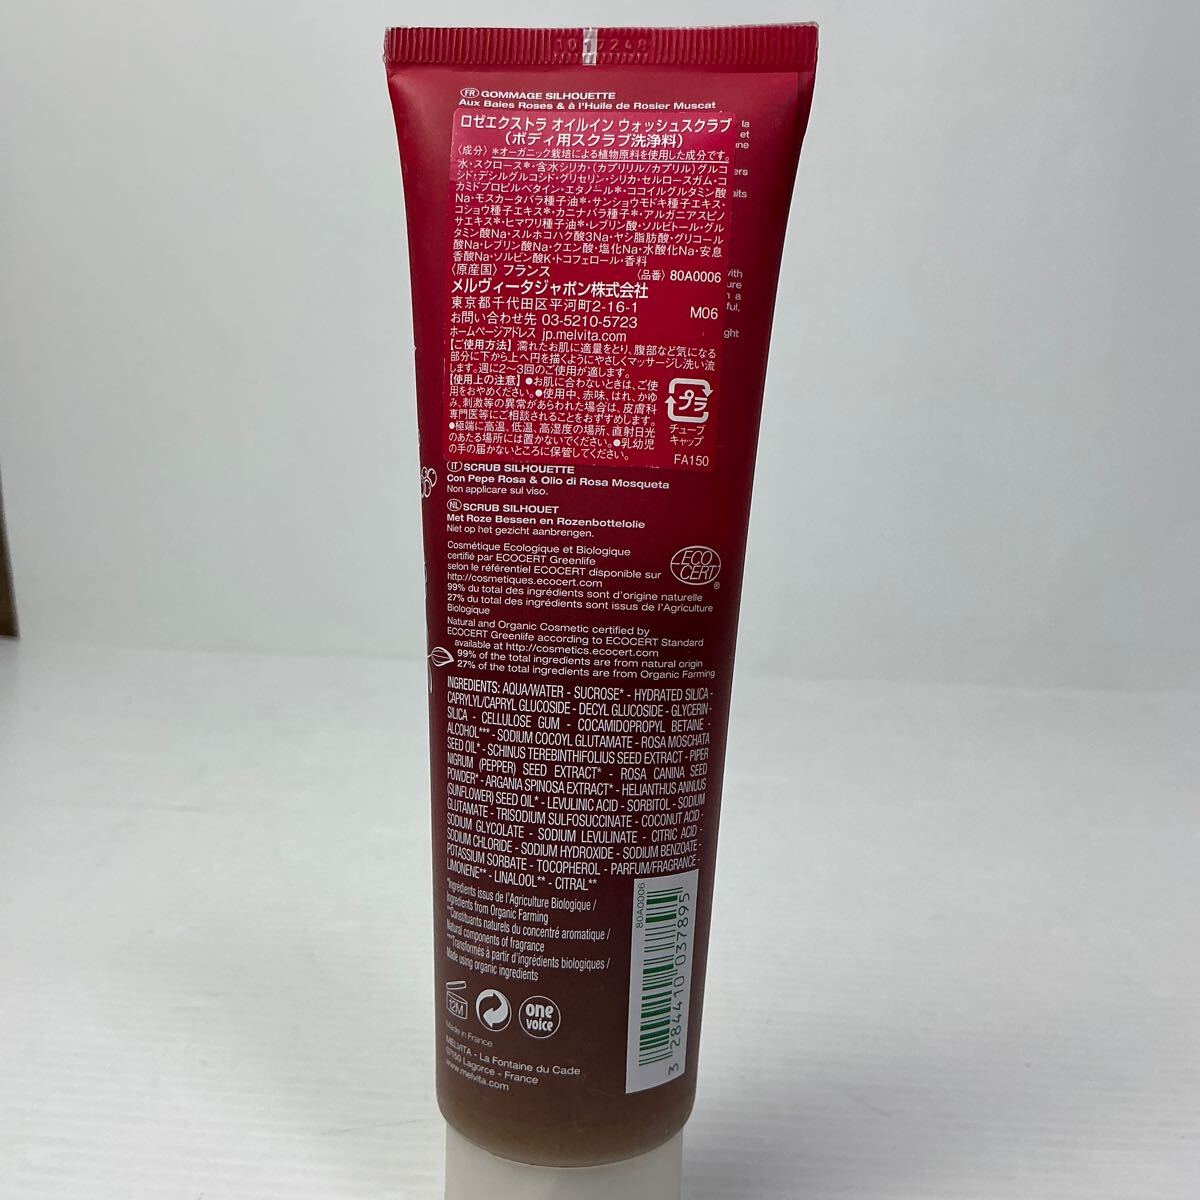 1017248
FR GOMMAGE SILHOUETTE
Aux Baies Roses & à l'Huile de Rosier Muscat
la
et
ers
aits
with
ure
n a
ful,
ght
ロゼエクストラ オイルイン ウォッシュスクラブ
(ボディ用スクラブ洗浄料)
〈成分〉*オーガニック栽培による植物原料を使用した成分です。
水・スクロース*・含水シリカ・(カプリリル/カプリル)グルコ
シド・デシルグルコシド・グリセリン・シリカ・セルロースガム・コ
カミドプロピルベタイン・エタノール*・ココイルグルタミン酸
Na・モスカータバラ種子油*・サンショウモドキ種子エキス・
コショウ種子エキス*・カニナバラ種子*・アルガニアスピノ
サエキス*・ヒマワリ種子油*・レブリン酸・ソルビトール・グル
タミン酸Na・スルホコハク酸3Na・ヤシ脂肪酸・グリコール
酸Na・レブリン酸Na・クエン酸・塩化Na・水酸化Na・安息
香酸Na・ソルビン酸K・トコフェロール・香料
〈原産国〉フランス 〈品番〉80A0006
メルヴィータジャポン株式会社
東京都千代田区平河町2-16-1 M06
お問い合わせ先 03-5210-5723
ホームページアドレス jp.melvita.com
【ご使用方法】濡れたお肌に適量をとり、腹部など気になる
部分に下から上へ円を描くようにやさしくマッサージし洗い流
します。週に2～3回のご使用が適します。
【使用上の注意】●お肌に合わないときは、ご使
用をおやめください。●使用中、赤味、はれ、かゆ
み、刺激等の異常があらわれた場合は、皮膚科
専門医等にご相談されることをおすすめします。
●極端に高温、低温、高湿度の場所、直射日光
のあたる場所には置かないでください。●乳幼児
の手の届かないところに保管してください。
プラ
チューブ
キャップ
FA150
IT SCRUB SILHOUETTE
Con Pepe Rosa & Olio di Rosa Mosqueta
Non applicare sul viso.
NL SCRUB SILHOUET
Met Roze Bessen en Rozenbottelolie
Niet op het gezicht aanbrengen.
Cosmétique Ecologique et Biologique
certifié par ECOCERT Greenlife
selon le référentiel ECOCERT disponible sur
http://cosmetiques.ecocert.com
99% du total des ingrédients sont d'origine naturelle
27% du total des ingrédients sont issus de l'Agriculture
Biologique
ECO
CERT
®
Natural and Organic Cosmetic certified by
ECOCERT Greenlife according to ECOCERT Standard
available at http://cosmetics.ecocert.com
99% of the total ingredients are from natural origin
27% of the total ingredients are from Organic Farming
INGREDIENTS: AQUA/WATER - SUCROSE* - HYDRATED SILICA -
CAPRYLYL/CAPRYL GLUCOSIDE - DECYL GLUCOSIDE - GLYCERIN -
SILICA - CELLULOSE GUM - COCAMIDOPROPYL BETAINE -
ALCOHOL*** - SODIUM COCOYL GLUTAMATE - ROSA MOSCHATA
SEED OIL* - SCHINUS TEREBINTHIFOLIUS SEED EXTRACT - PIPER
NIGRUM (PEPPER) SEED EXTRACT* - ROSA CANINA SEED
POWDER* - ARGANIA SPINOSA EXTRACT* - HELIANTHUS ANNUUS
(SUNFLOWER) SEED OIL* - LEVULINIC ACID - SORBITOL - SODIUM
GLUTAMATE - TRISODIUM SULFOSUCCINATE - COCONUT ACID -
SODIUM GLYCOLATE - SODIUM LEVULINATE - CITRIC ACID -
SODIUM CHLORIDE - SODIUM HYDROXIDE - SODIUM BENZOATE -
POTASSIUM SORBATE - TOCOPHEROL - PARFUM/FRAGRANCE -
LIMONENE** - LINALOOL** - CITRAL**
*Ingrédients issus de l'Agriculture Biologique /
Ingredients from Organic Farming
**Constituants naturels du concentré aromatique /
Natural components of fragrance
***Transformés à partir d'ingrédients biologiques /
Made using organic ingredients
12M
one
voice
Made in France
MELVITA - La Fontaine du Cade
07150 Lagorce - France
www.melvita.com
80A0006
3 284410 037895